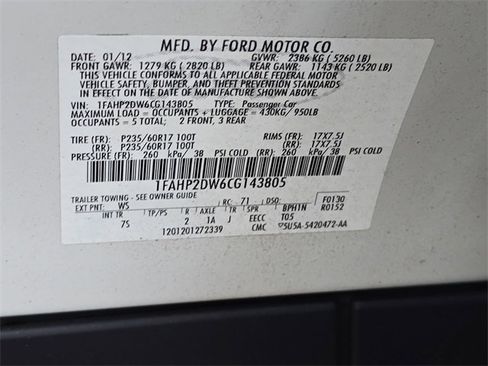 MFD. BY FORD MOTOR CO.
DATE: 01/12 GVWR: 2386 KG ( 5260 LB)
FRONT GAWR: 1279 KG ( 2820 LB) REAR GAWR: 1143 KG ( 2520 LB)
THIS VEHICLE CONFORMS TO ALL APPLICABLE FEDERAL MOTOR
VEHICLE SAFETY, BUMPER, AND THEFT PREVENTION STANDARDS
IN EFFECT ON THE DATE OF MANUFACTURE SHOWN ABOVE.
VIN: 1FAHP2DW6CG143805 TYPE: Passenger Car
MAXIMUM LOAD = OCCUPANTS + LUGGAGE = 430KG/ 950LB
OCCUPANTS = 5 TOTAL: 2 FRONT, 3 REAR
TIRE (FR): P235/60R17 100T RIMS (FR): 17X7.5J
(RR): P235/60R17 100T (RR): 17X7.5J
PRESSURE (FR): 260 kPa/ 38 PSI COLD (RR) 260 kPa/ 38 PSI COLD
1FAHP2DW6CG143805
TRAILER TOWING - SEE OWNER GUIDE F0130
EXT PNT: WS RC: 71 DSO: R0152
INT TR TP/PS R AXLE TR SPR BPH1N
7S 2 1A J EECC T05
1201201272339 CMC 5U5A-5420472-AA